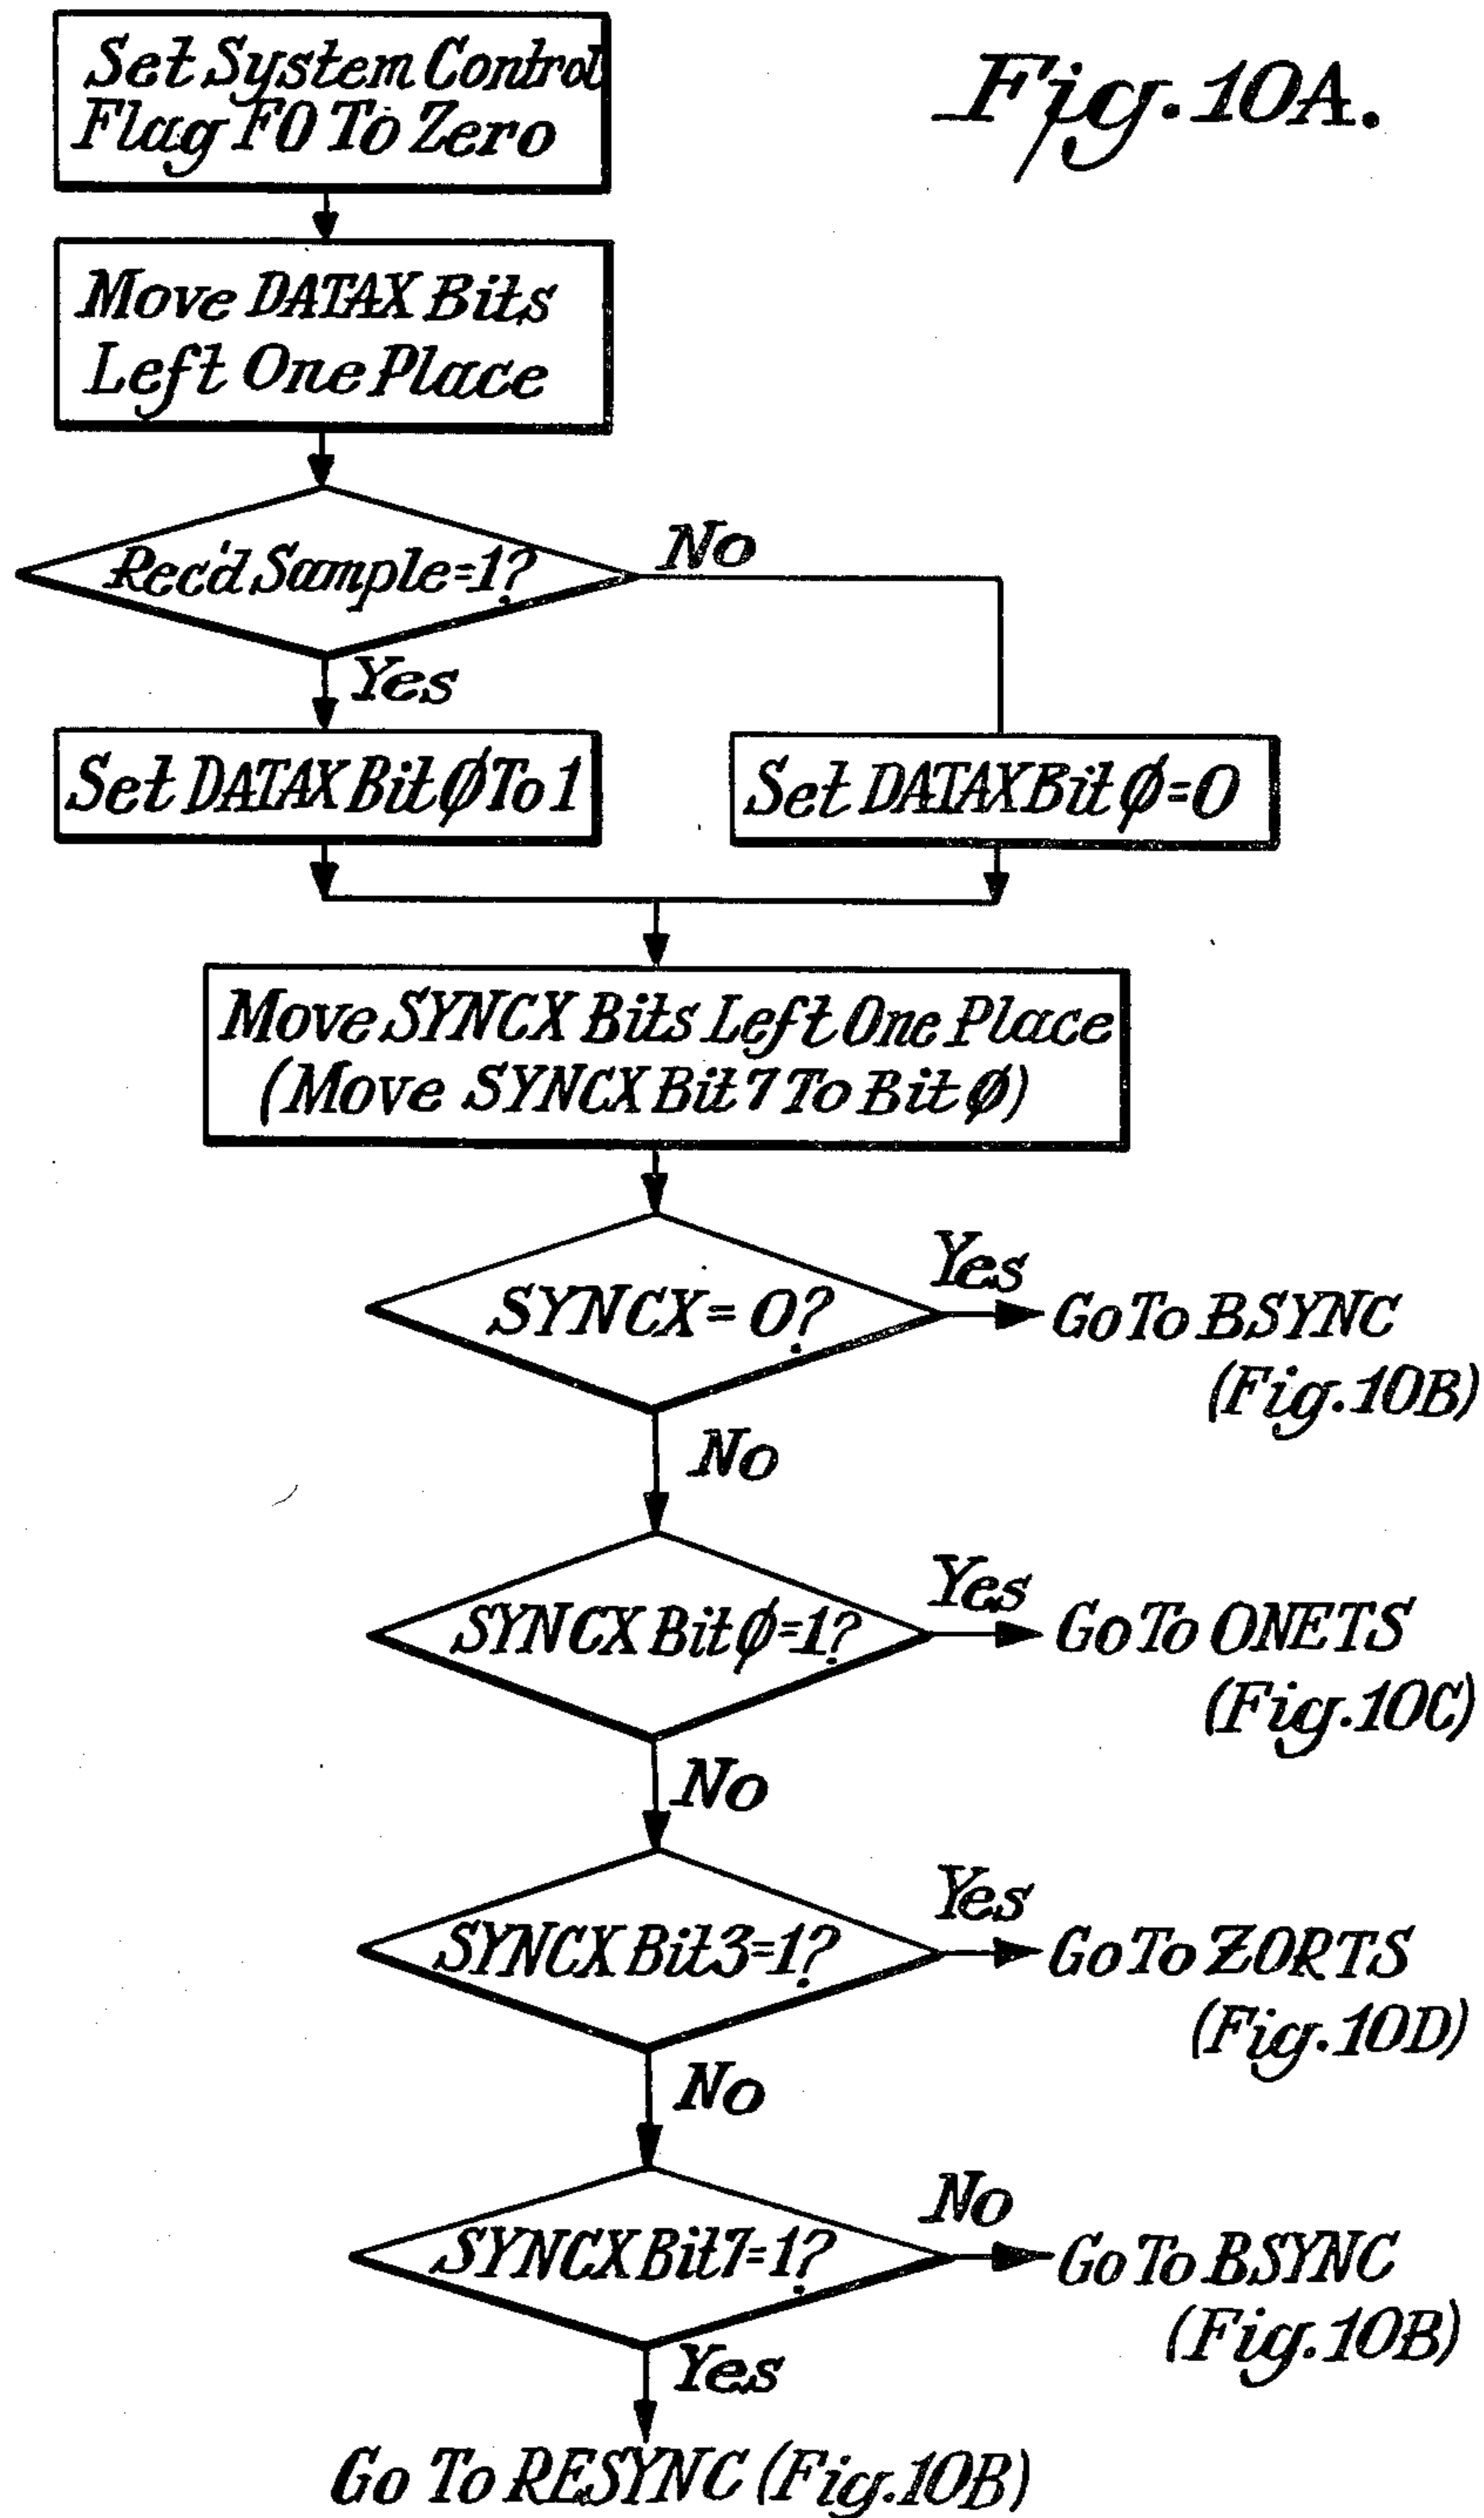 Fig. 10A.
Set System Control
Flag F0 To Zero
Move DATAX Bits
Left One Place
Rec'd Sample=1?
No
Yes
Set DATAX Bit Ø To 1
Set DATAX Bit Ø=0
Move SYNCX Bits Left One Place
(Move SYNCX Bit 7 To Bit Ø)
SYNCX = 0?
Yes
Go To BSYNC
(Fig. 10B)
No
SYNCX Bit Ø=1?
Yes
Go To ONETS
(Fig. 10C)
No
SYNCX Bit 3=1?
Yes
Go To ZORTS
(Fig. 10D)
No
SYNCX Bit 7=1?
No
Go To BSYNC
(Fig. 10B)
Yes
Go To RESYNC (Fig. 10B)